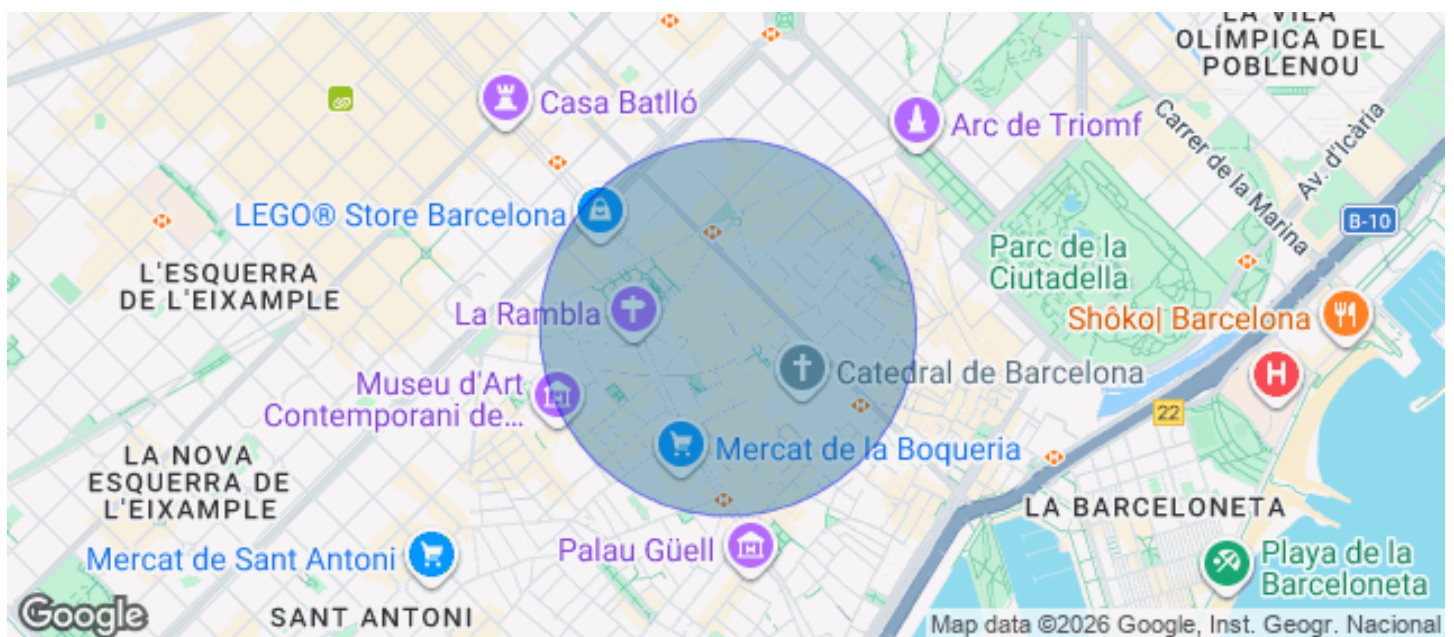 LA VILA
OLÍMPICA DEL
POBLENOU
Casa Batlló
Arc de Triomf
Carrer de la Marina
Av. d'Icària
LEGO® Store Barcelona
B-10
L'ESQUERRA
DE L'EIXAMPLE
Parc de la
Ciutadella
La Rambla
Shôko| Barcelona
Museu d'Art
Contemporani de...
Catedral de Barcelona
H
22
LA NOVA
ESQUERRA DE
L'EIXAMPLE
Mercat de la Boqueria
LA BARCELONETA
Mercat de Sant Antoni
Palau Güell
Playa de la
Barceloneta
SANT ANTONI
Google
Map data ©2026 Google, Inst. Geogr. Nacional